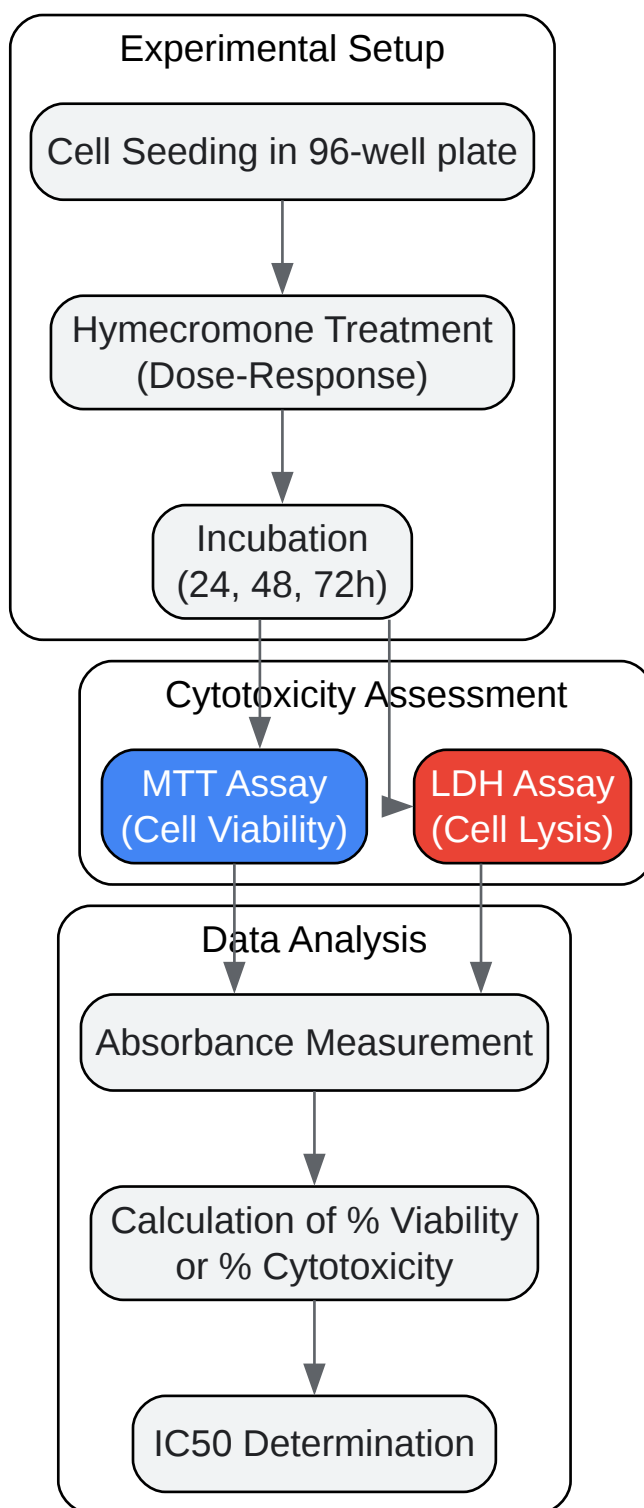 Experimental Setup
Cell Seeding in 96-well plate
Hymecromone Treatment
(Dose-Response)
Incubation
(24, 48, 72h)
Cytotoxicity Assessment
MTT Assay
(Cell Viability)
LDH Assay
(Cell Lysis)
Data Analysis
Absorbance Measurement
Calculation of % Viability
or % Cytotoxicity
IC50 Determination